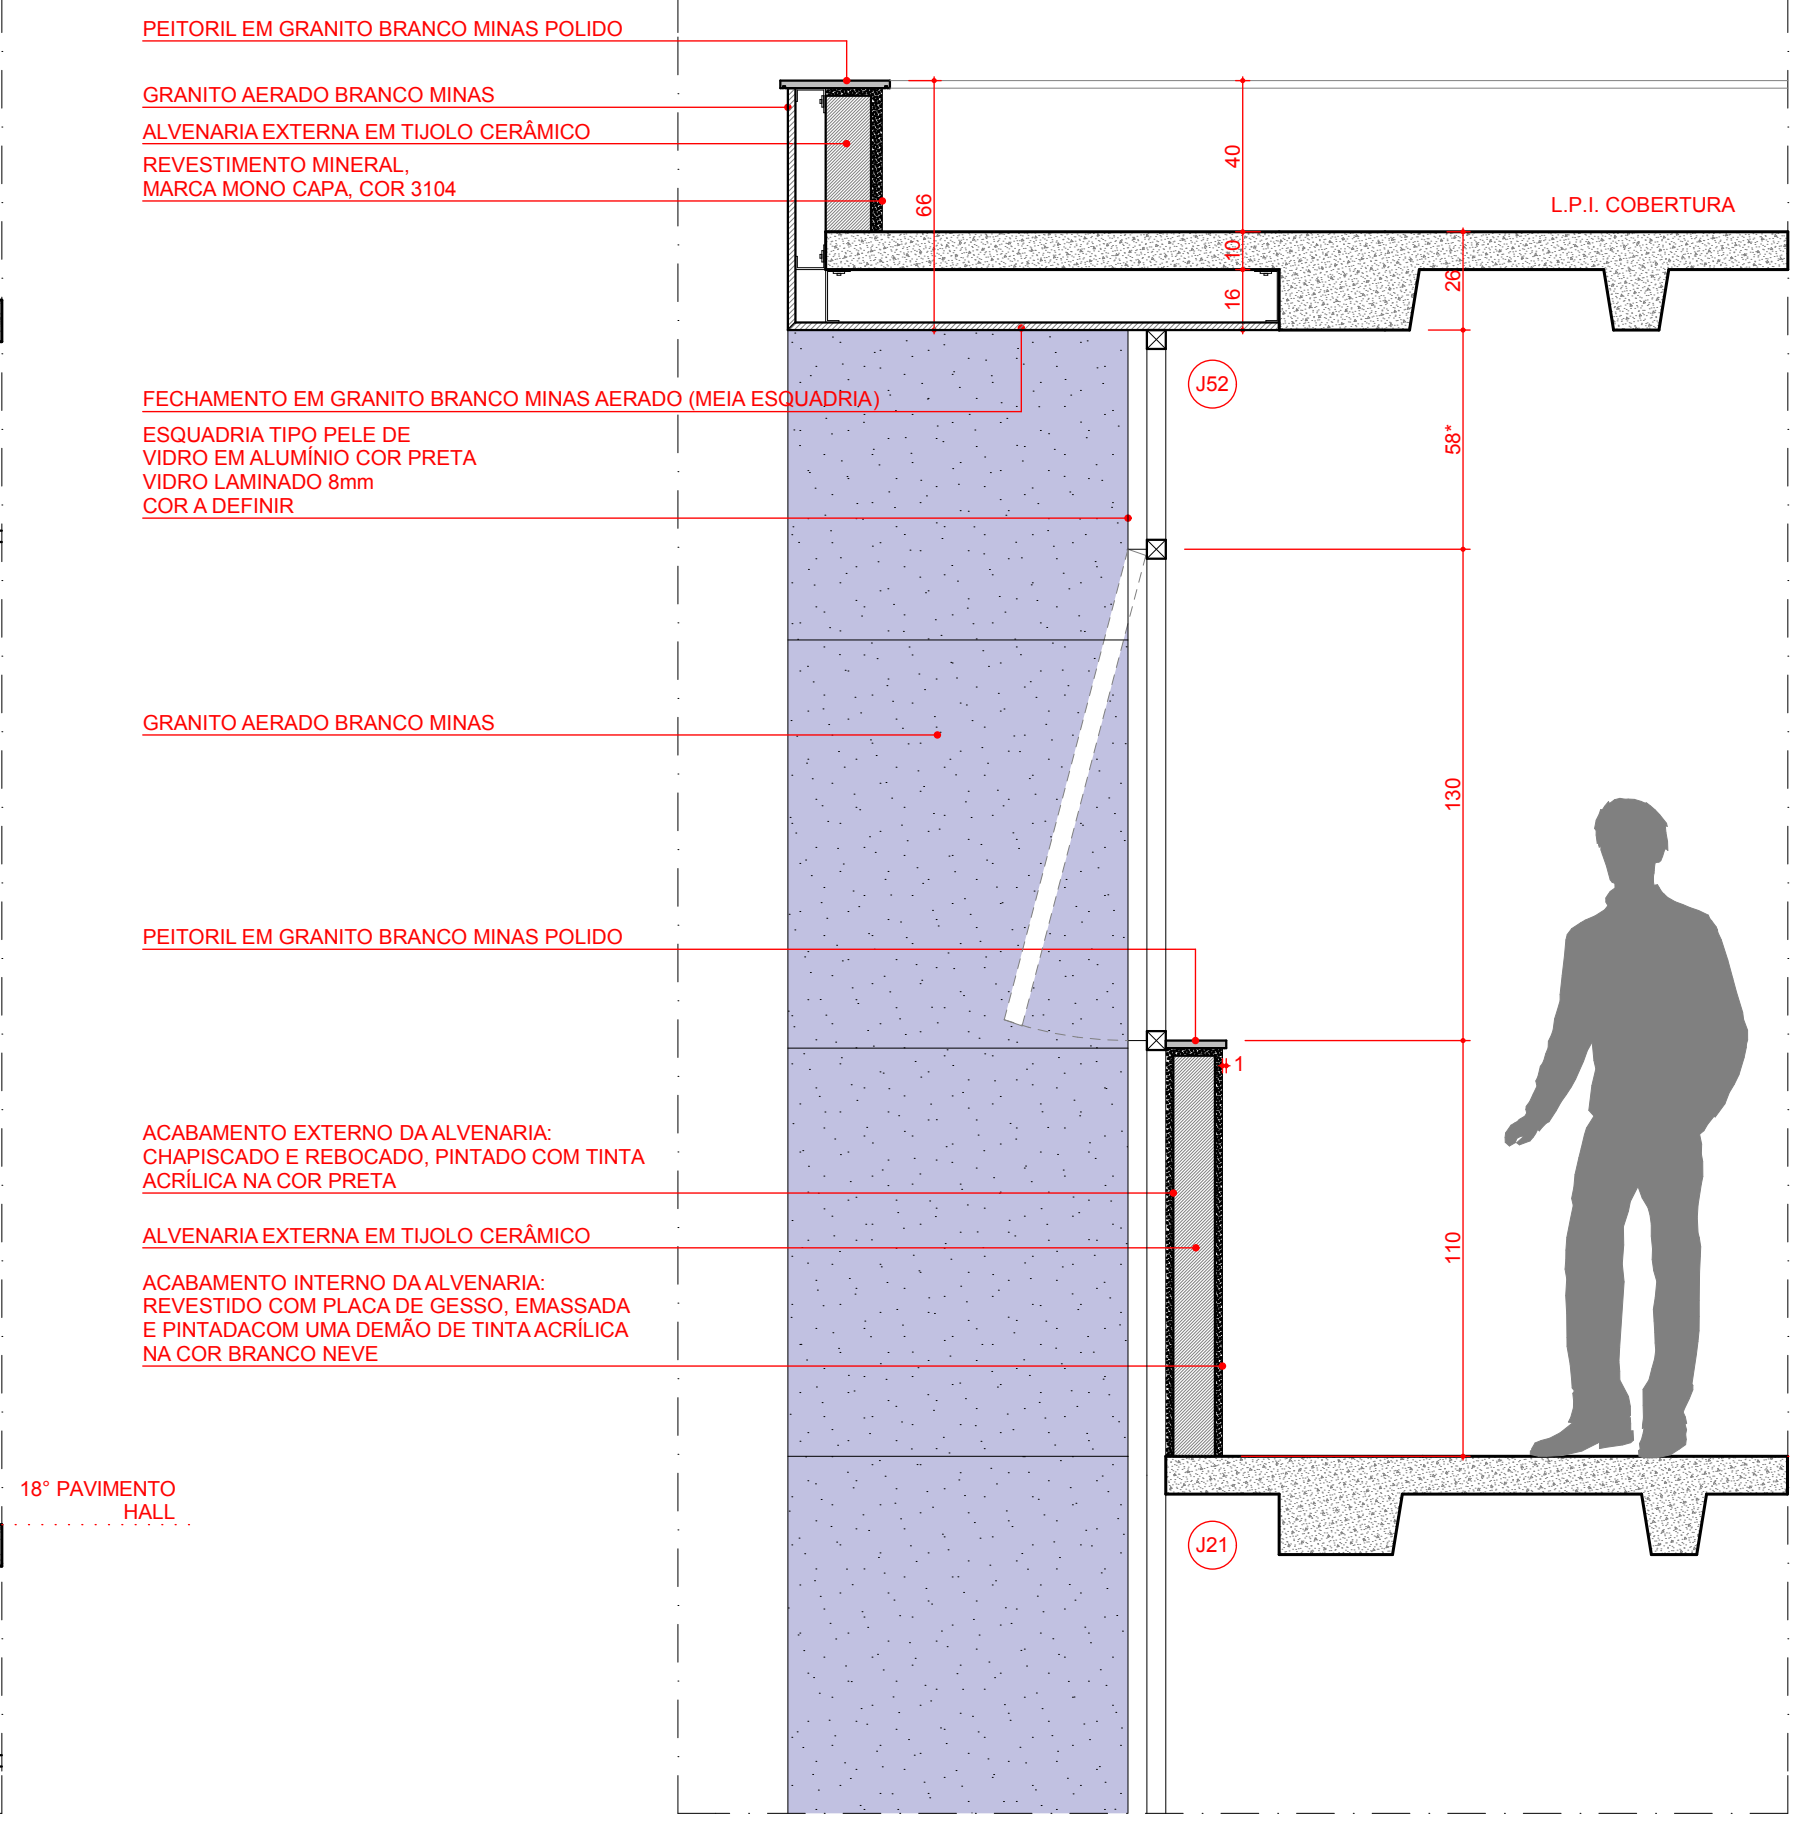 PEITORIL EM GRANITO BRANCO MINAS POLIDO
GRANITO AERADO BRANCO MINAS
ALVENARIA EXTERNA EM TIJOLO CERÂMICO
REVESTIMENTO MINERAL,
MARCA MONO CAPA, COR 3104
66
40
10
16
L.P.I. COBERTURA
26
J52
FECHAMENTO EM GRANITO BRANCO MINAS AERADO (MEIA ESQUADRIA)
58*
ESQUADRIA TIPO PELE DE
VIDRO EM ALUMÍNIO COR PRETA
VIDRO LAMINADO 8mm
COR A DEFINIR
GRANITO AERADO BRANCO MINAS
130
PEITORIL EM GRANITO BRANCO MINAS POLIDO
1
ACABAMENTO EXTERNO DA ALVENARIA:
CHAPISCADO E REBOCADO, PINTADO COM TINTA
ACRÍLICA NA COR PRETA
ALVENARIA EXTERNA EM TIJOLO CERÂMICO
110
ACABAMENTO INTERNO DA ALVENARIA:
REVESTIDO COM PLACA DE GESSO, EMASSADA
E PINTADACOM UMA DEMÃO DE TINTA ACRÍLICA
NA COR BRANCO NEVE
18° PAVIMENTO
HALL
J21